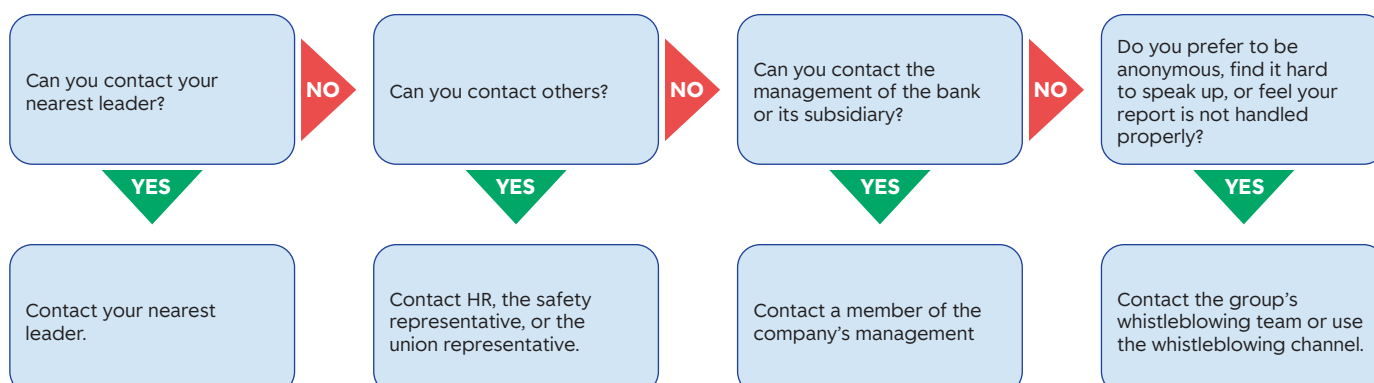 Can you contact your
nearest leader?
NO
Can you contact others?
NO
Can you contact the
management of the bank
or its subsidiary?
NO
Do you prefer to be
anonymous, find it hard
to speak up, or feel your
report is not handled
properly?
YES
YES
YES
YES
Contact your nearest
leader.
Contact HR, the safety
representative, or the
union representative.
Contact a member of the
company’s management
Contact the group’s
whistleblowing team or use
the whistleblowing channel.